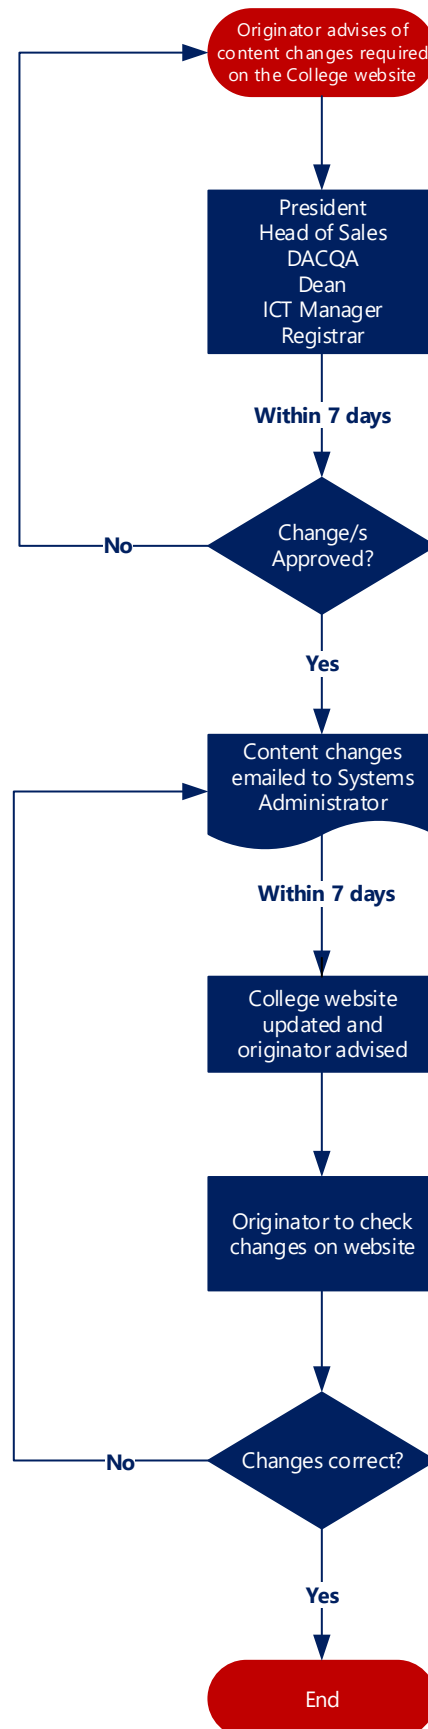 Originator advises of
content changes required
on the College website
President
Head of Sales
DACQA
Dean
ICT Manager
Registrar
Within 7 days
Change/s
Approved?
No
Yes
Content changes
emailed to Systems
Administrator
Within 7 days
College website
updated and
originator advised
Originator to check
changes on website
Changes correct?
No
Yes
End